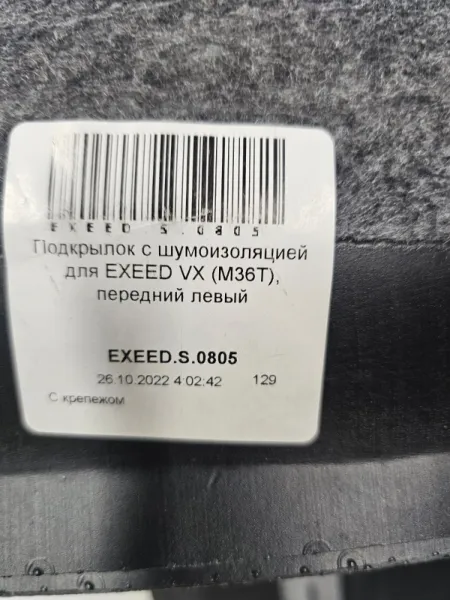 EXEED S.0805
Подкрылок с шумоизоляцией
для EXEED VX (M36T),
передний левый
EXEED.S.0805
26.10.2022 4:02:42 129
С крепежом